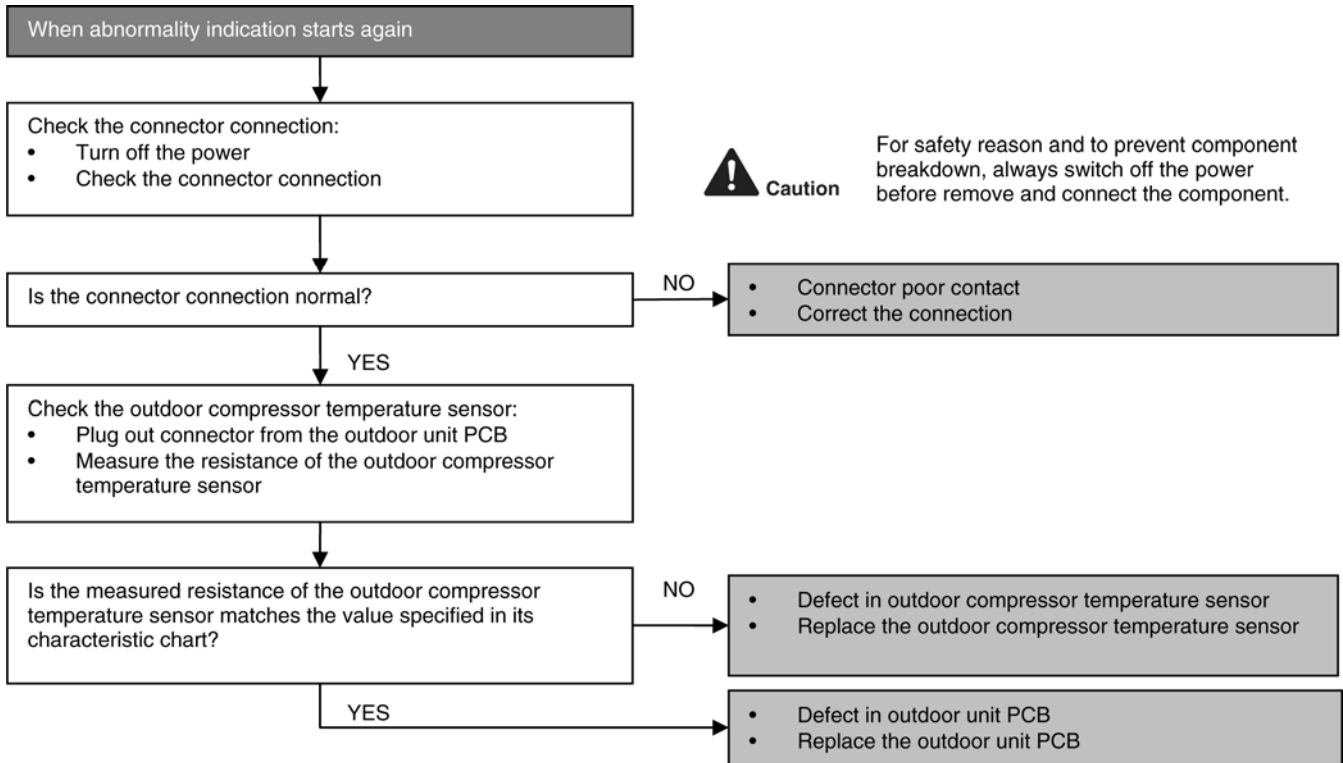 When abnormality indication starts again
Check the connector connection:
• Turn off the power
• Check the connector connection
Caution
For safety reason and to prevent component
breakdown, always switch off the power
before remove and connect the component.
Is the connector connection normal?
NO
• Connector poor contact
• Correct the connection
YES
Check the outdoor compressor temperature sensor:
• Plug out connector from the outdoor unit PCB
• Measure the resistance of the outdoor compressor
temperature sensor
Is the measured resistance of the outdoor compressor
temperature sensor matches the value specified in its
characteristic chart?
NO
• Defect in outdoor compressor temperature sensor
• Replace the outdoor compressor temperature sensor
YES
• Defect in outdoor unit PCB
• Replace the outdoor unit PCB